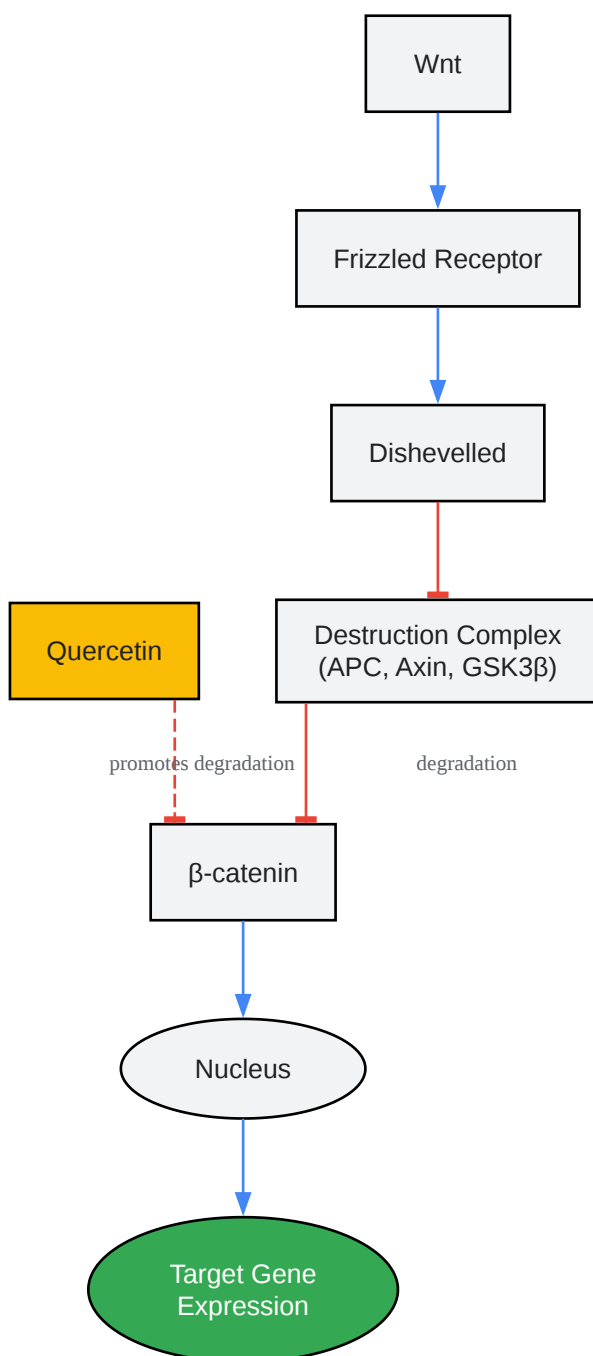 Wnt
Frizzled Receptor
Dishevelled
Quercetin
Destruction Complex
(APC, Axin, GSK3β)
promotes degradation
degradation
β-catenin
Nucleus
Target Gene
Expression